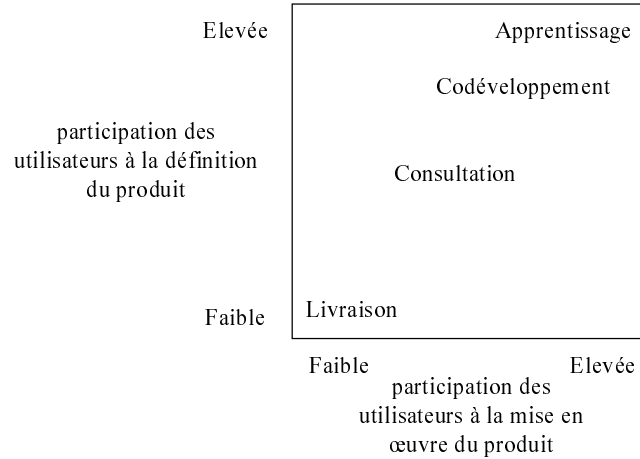 Elevée
Apprentissage
Codéveloppement
participation des
utilisateurs à la définition
du produit
Consultation
Livraison
Faible
Faible
Elevée
participation des
utilisateurs à la mise en
œuvre du produit